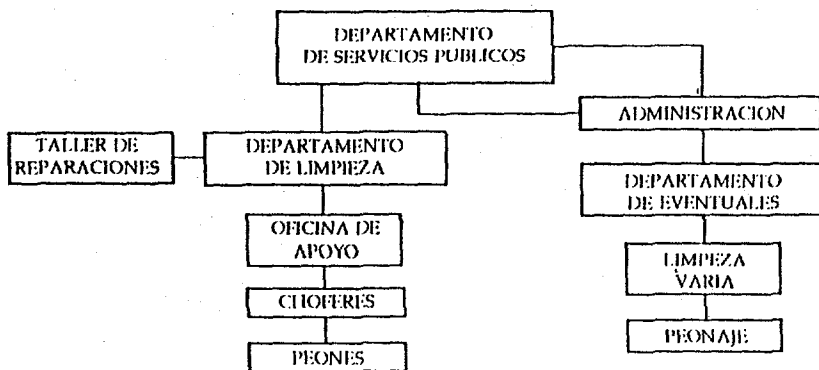 DEPARTAMENTO
DE SERVICIOS PUBLICOS
ADMINISTRACION
TALLER DE
REPARACIONES
DEPARTAMENTO
DE LIMPIEZA
DEPARTAMENTO
DE EVENTUALES
OFICINA DE
APOYO
LIMPEZA
VARIA
CHOFERES
PEONAJE
PEONES